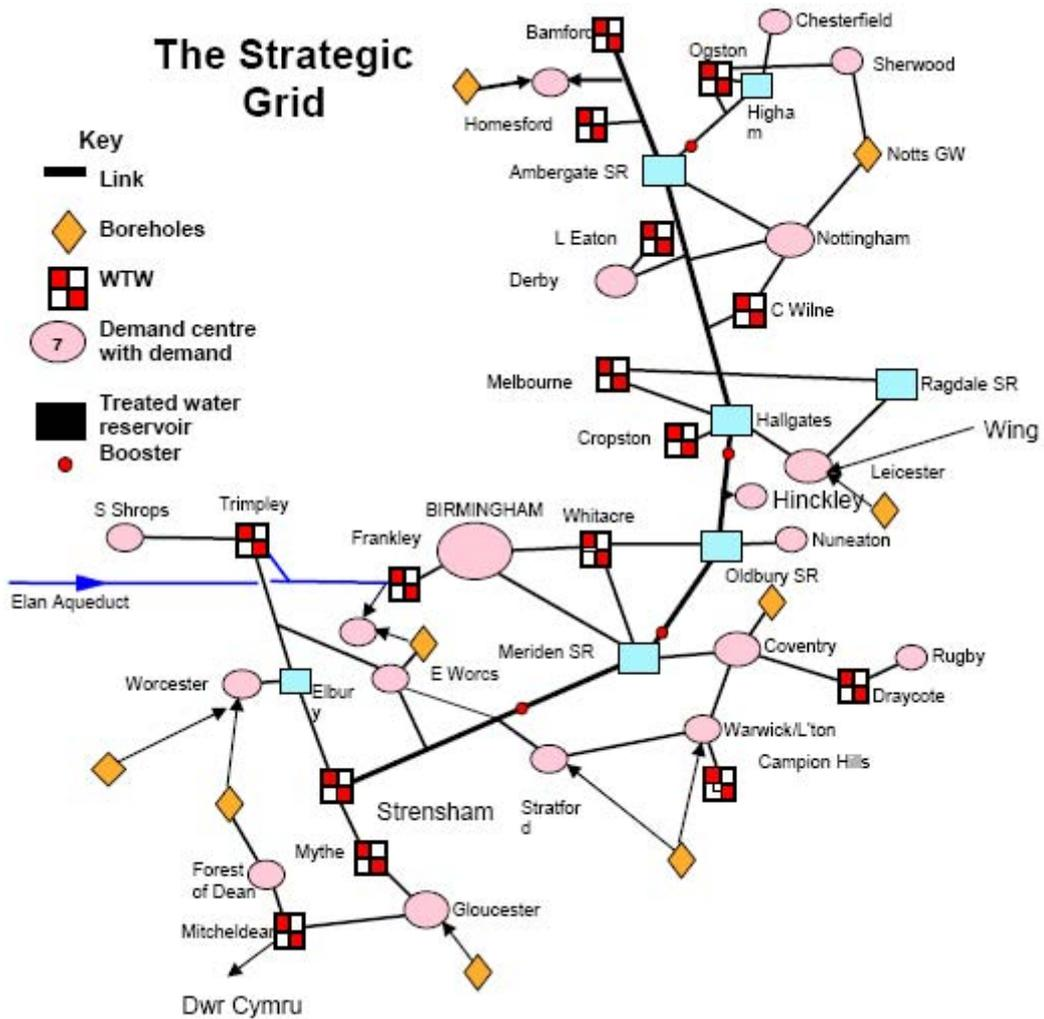 The Strategic
Grid
Key
Link
Boreholes
WTW
7
Demand centre
with demand
Treated water
reservoir
Booster
Bamford
Ogston
Chesterfield
Sherwood
Homesford
Higha
m
Notts GW
Ambergate SR
L Eaton
Nottingham
Derby
C Wilne
Melbourne
Ragdale SR
Hallgates
Wing
Cropston
Leicester
Hinckley
S Shrops
Trimpley
BIRMINGHAM
Whitacre
Frankley
Nuneaton
Oldbury SR
Elan Aqueduct
Meriden SR
Coventry
Rugby
E Worcs
Worcester
Elbur
y
Draycote
Warwick/L'ton
Campion Hills
Strensham
Stratfor
d
Mythe
Forest
of Dean
Gloucester
Mitcheldean
Dwr Cymru